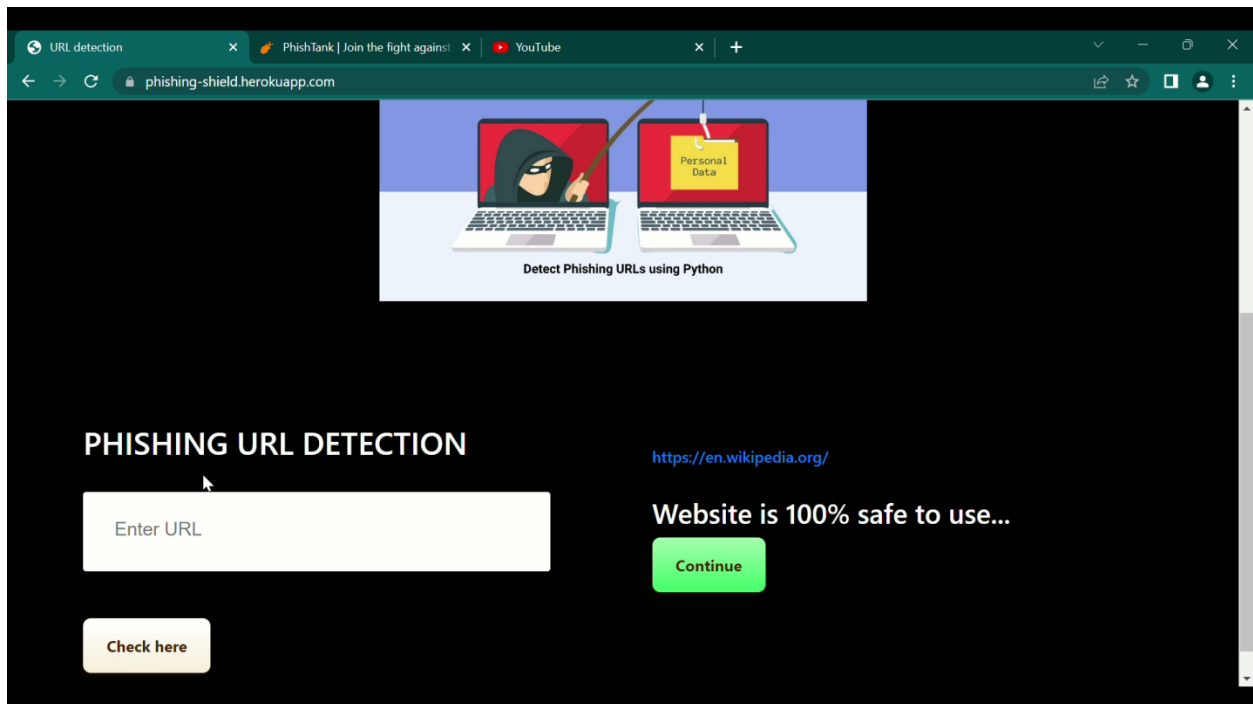 URL detection
PhishTank | Join the fight against
YouTube
phishing-shield.herokuapp.com
Personal
Data
Detect Phishing URLs using Python
PHISHING URL DETECTION
https://en.wikipedia.org/
Enter URL
Website is 100% safe to use...
Continue
Check here